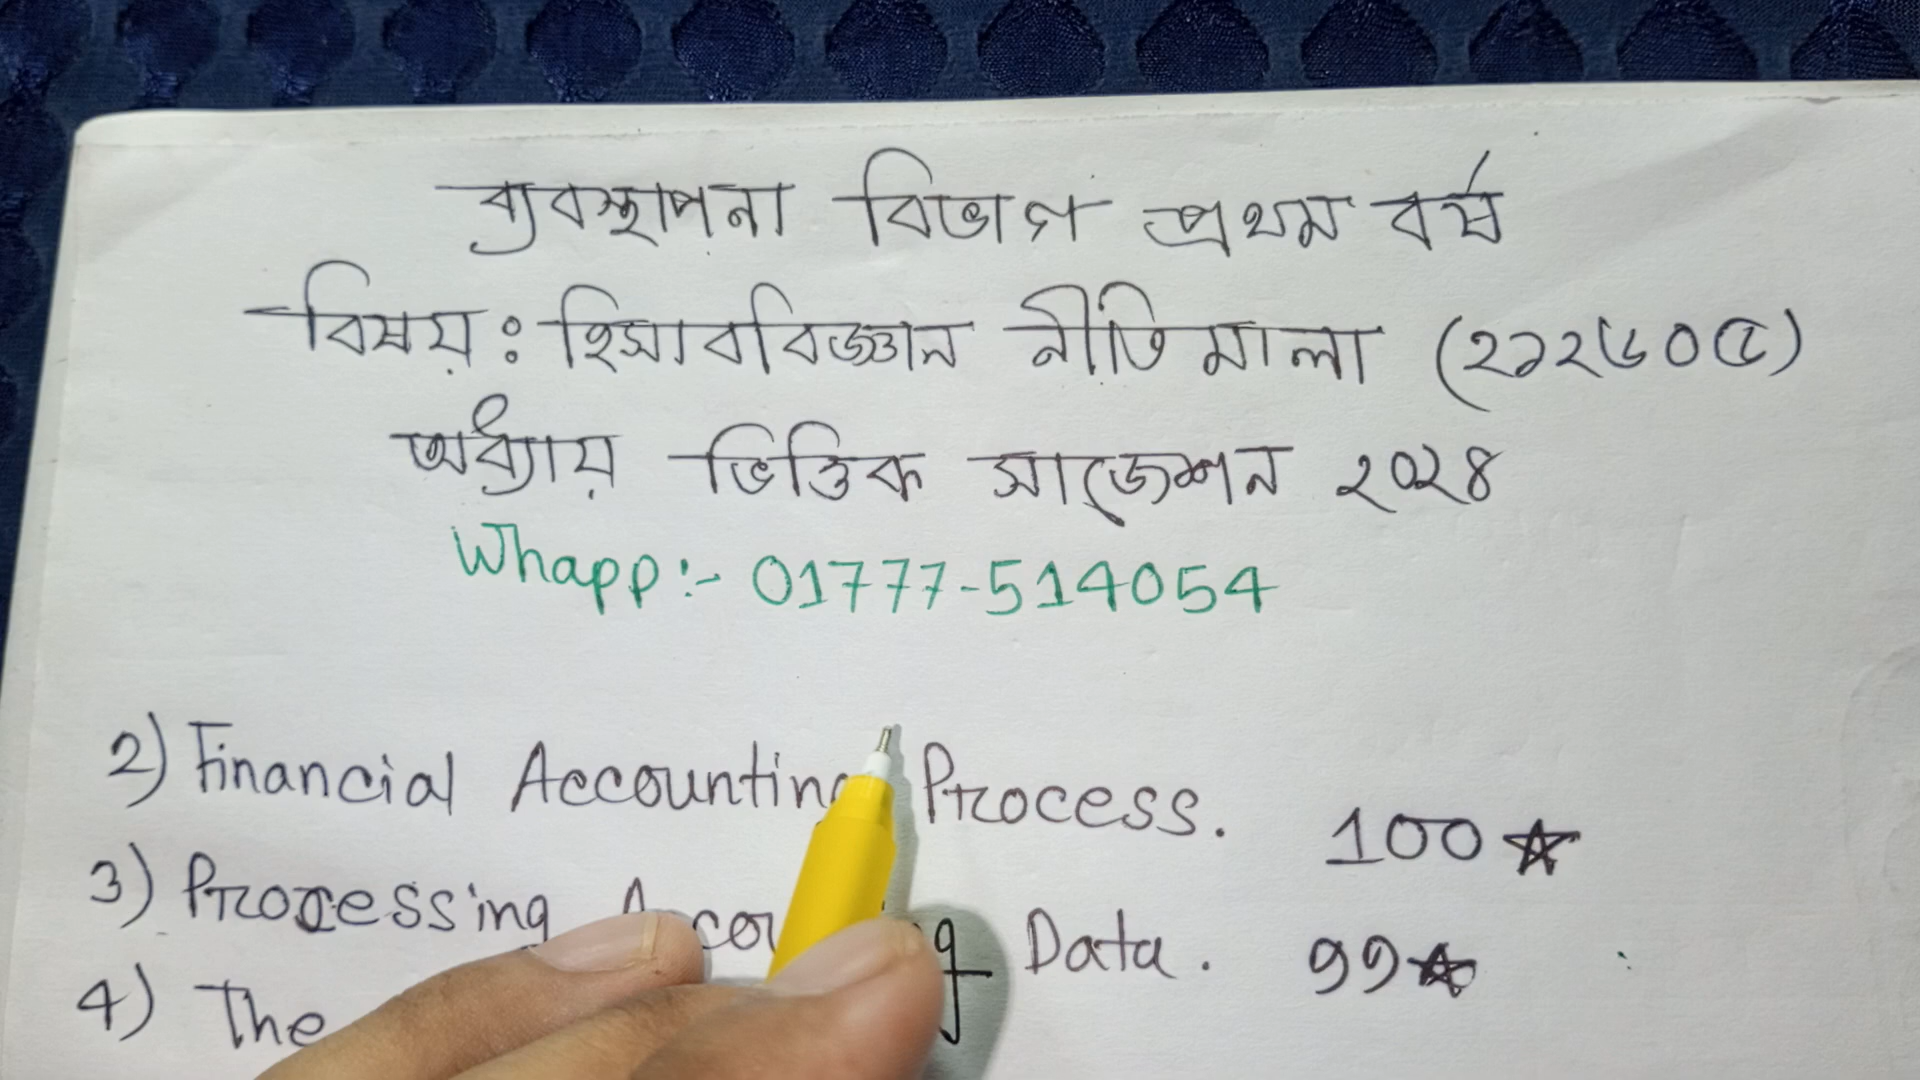 ব্যবস্থাপনা বিভাগ প্রথম বর্ষ
বিষয়ঃ হিসাববিজ্ঞান নীতিমালা (২১২৬০৫)
অধ্যায় ভিত্তিক সাজেশন ২০২৪
Whapp:- 01777-514054
2) Financial Accounting Process. 100
3) Processing Data. 99
4) The